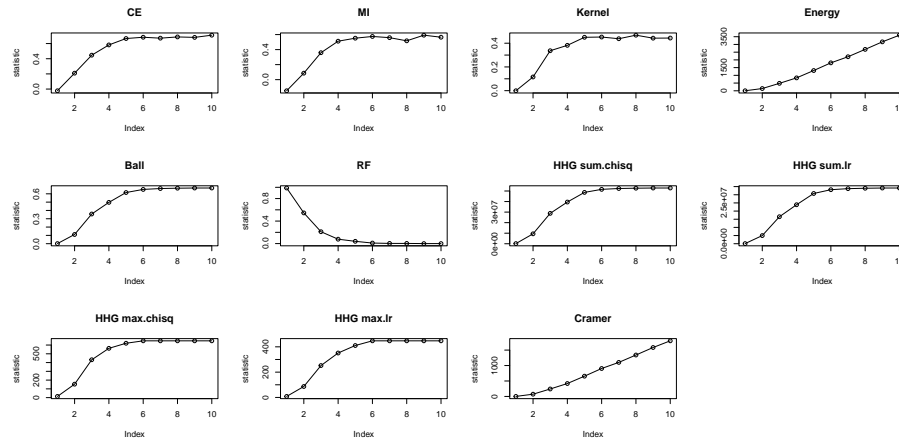 CE
statistic
0.0 0.4
2 4 6 8 10
Index
MI
statistic
0.0 0.4
2 4 6 8 10
Index
Kernel
statistic
0.0 0.2 0.4
2 4 6 8 10
Index
Energy
statistic
0 1500 3500
2 4 6 8 10
Index
Ball
statistic
0.0 0.3 0.6
2 4 6 8 10
Index
RF
statistic
0.0 0.4 0.8
2 4 6 8 10
Index
HHG sum.chisq
statistic
0e+00 3e+07
2 4 6 8 10
Index
HHG sum.lr
statistic
0.0e+00 2.5e+07
2 4 6 8 10
Index
HHG max.chisq
statistic
0 200 500
2 4 6 8 10
Index
HHG max.lr
statistic
0 200 400
2 4 6 8 10
Index
Cramer
statistic
0 1000
2 4 6 8 10
Index